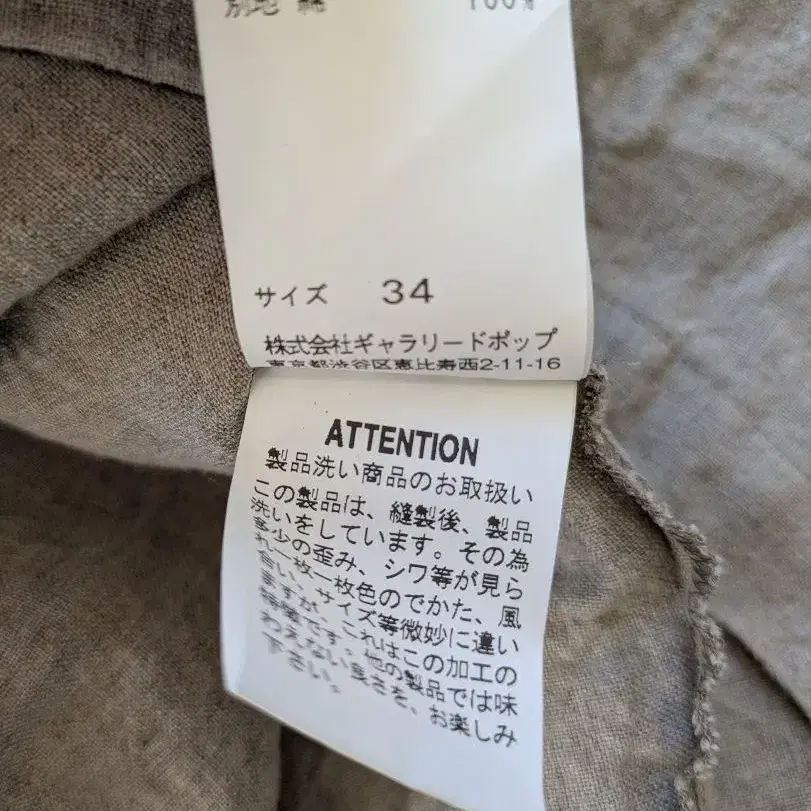 別地 綿 100%
サイズ 34
株式会社ギャラリードポップ
東京都渋谷区恵比寿西2-11-16
ATTENTION
製品洗い商品のお取扱い
この製品は、縫製後、製品
洗いをしています。その為
多少の歪み、シワ等が見ら
れ一枚一枚色のでかた、風
合い、サイズ等微妙に違い
ますが、これはこの加工の
特徴です。他の製品では味
わえない良さを、お楽しみ
下さい。